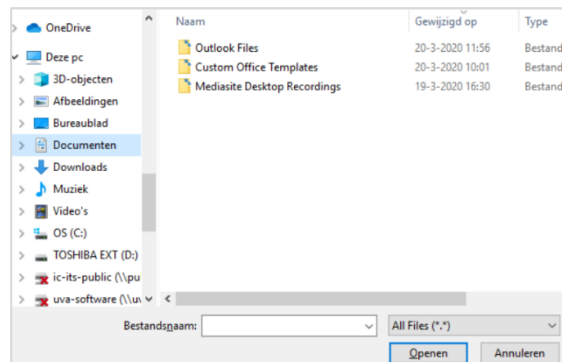 Naam Gewijzigd op Type
OneDrive
Deze pc
3D-objecten
Afbeeldingen
Bureaublad
Documenten
Downloads
Muziek
Video's
OS (C:)
TOSHIBA EXT (D:)
ic-its-public (\\pu
uva-software (\\uv
Outlook Files 20-3-2020 11:56 Bestand
Custom Office Templates 20-3-2020 10:01 Bestand
Mediasite Desktop Recordings 19-3-2020 16:30 Bestand
Bestandsnaam: All Files (*.*)
Openen Annuleren